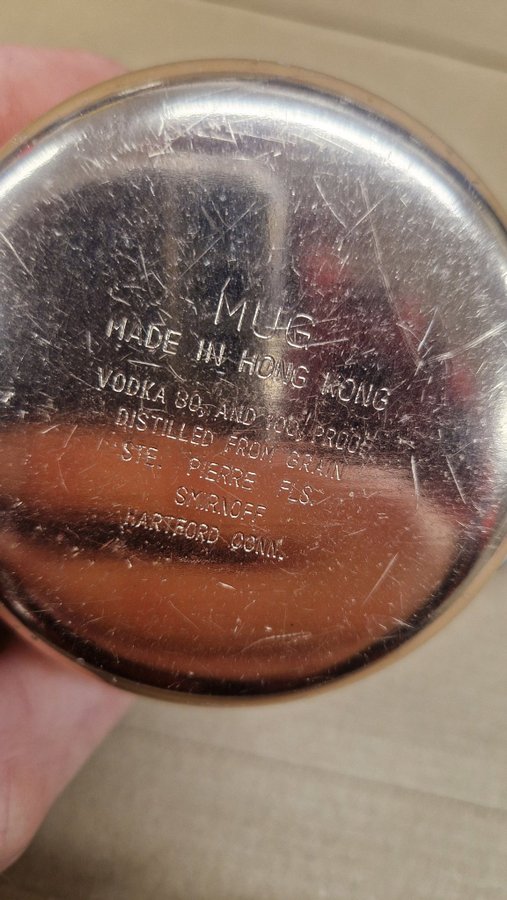 MUG
MADE IN HONG KONG
VODKA 80, AND 100, PROOF
DISTILLED FROM GRAIN
STE. PIERRE FLS.
SMIRNOFF
HARTFORD CONN.